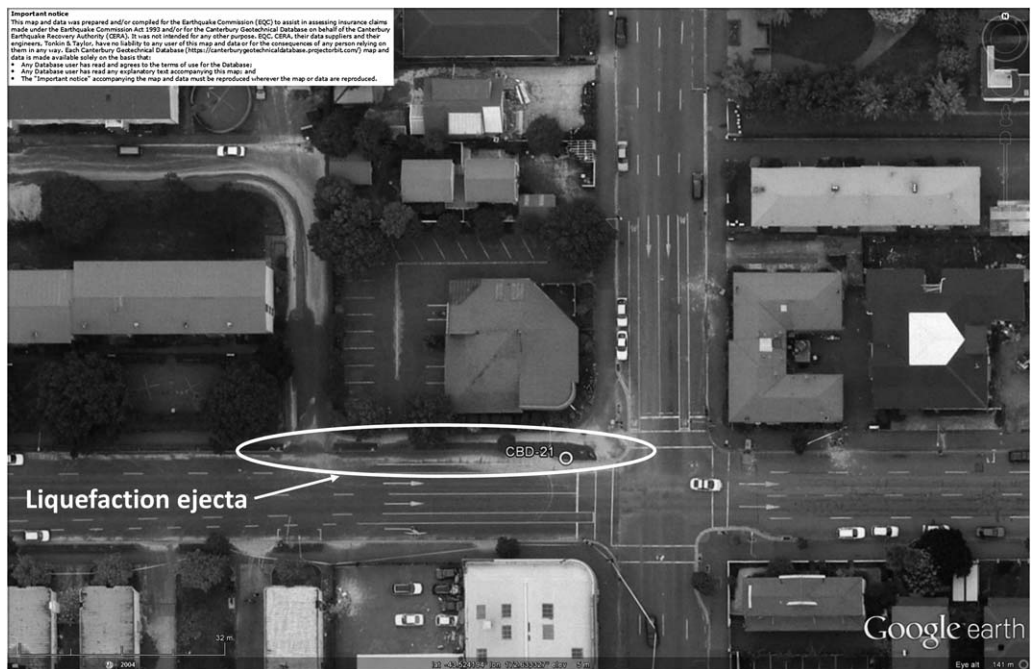 Important notice
This map and data was prepared and/or compiled for the Earthquake Commission (EQC) to assist in assessing insurance claims
made under the Earthquake Commission Act 1993 and/or for the Canterbury Geotechnical Database on behalf of the Canterbury
Earthquake Recovery Authority (CERA). It was not intended for any other purpose. EQC, CERA, their data suppliers and their
engineers, Tonkin & Taylor, have no liability to any user of this map and data or for the consequences of any person relying on
them in any way. Each Canterbury Geotechnical Database (https://canterburygeotechnicaldatabase.projectorbit.com/) map and
data is made available solely on the basis that:
• Any Database user has read and agrees to the terms of use for the Database;
• Any Database user has read any explanatory text accompanying this map; and
• The "Important notice" accompanying the map and data must be reproduced wherever the map or data are reproduced.
CBD-21
Liquefaction ejecta
32 m
Google earth
2004
Eye alt 141 m